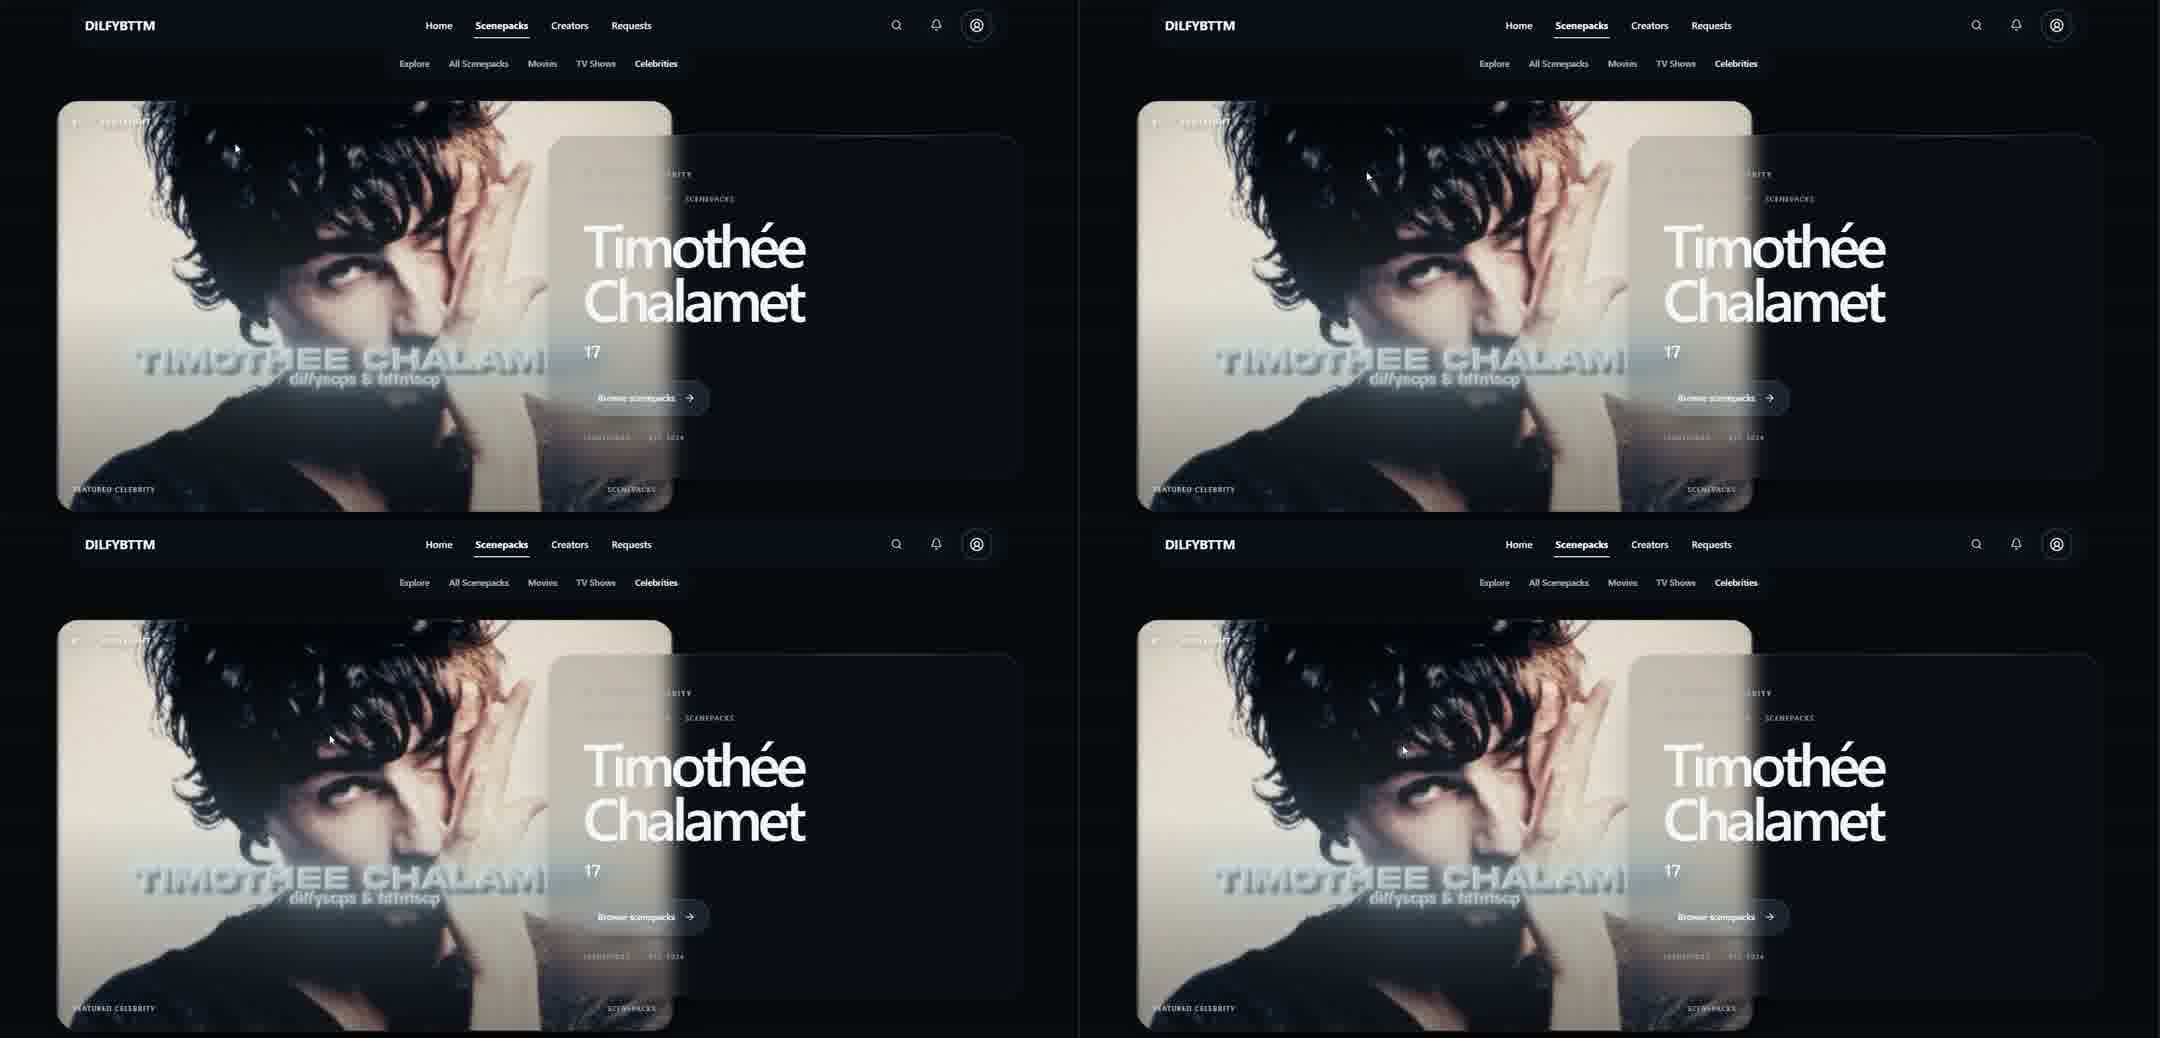 DILFYBTTM
Home Scenepacks Creators Requests
Explore All Scenepacks Movies TV Shows Celebrities
SCENEPACKS
Timothée
Chalamet
TIMOTHEE CHALAM
dilfyscps & bttmscp
17
Browse scenepacks
FEATURED CELEBRITY SCENEPACKS
DILFYBTTM
Home Scenepacks Creators Requests
Explore All Scenepacks Movies TV Shows Celebrities
SCENEPACKS
Timothée
Chalamet
TIMOTHEE CHALAM
dilfyscps & bttmscp
17
Browse scenepacks
FEATURED CELEBRITY SCENEPACKS
DILFYBTTM
Home Scenepacks Creators Requests
Explore All Scenepacks Movies TV Shows Celebrities
SCENEPACKS
Timothée
Chalamet
TIMOTHEE CHALAM
dilfyscps & bttmscp
17
Browse scenepacks
FEATURED CELEBRITY SCENEPACKS
DILFYBTTM
Home Scenepacks Creators Requests
Explore All Scenepacks Movies TV Shows Celebrities
SCENEPACKS
Timothée
Chalamet
TIMOTHEE CHALAM
dilfyscps & bttmscp
17
Browse scenepacks
FEATURED CELEBRITY SCENEPACKS